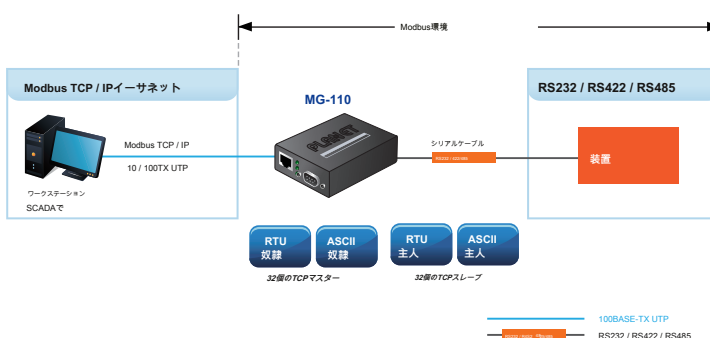 Modbus環境
Modbus TCP / IPイーサネット
MG-110
RS232 / RS422 / RS485
PLANET
Modbus TCP / IP
10 / 100TX UTP
シリアルケーブル
装置
ワークステーション
SCADAで
RTU
奴隷
ASCII
奴隷
RTU
主人
ASCII
主人
32個のTCPマスター
32個のTCPスレーブ
100BASE-TX UTP
RS232 / RS422 / RS485